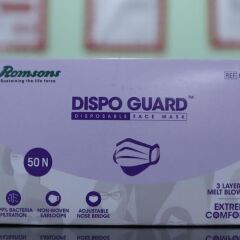 Romsons
Sustaining the life force
REF
DISPO GUARD™
DISPOSABLE FACE MASK
50 N
99% BACTERIA
FILTRATION
NON-WOVEN
EARLOOPS
ADJUSTABLE
NOSE BRIDGE
3 LAYER
MELT BLOW
EXTRE
COMFO